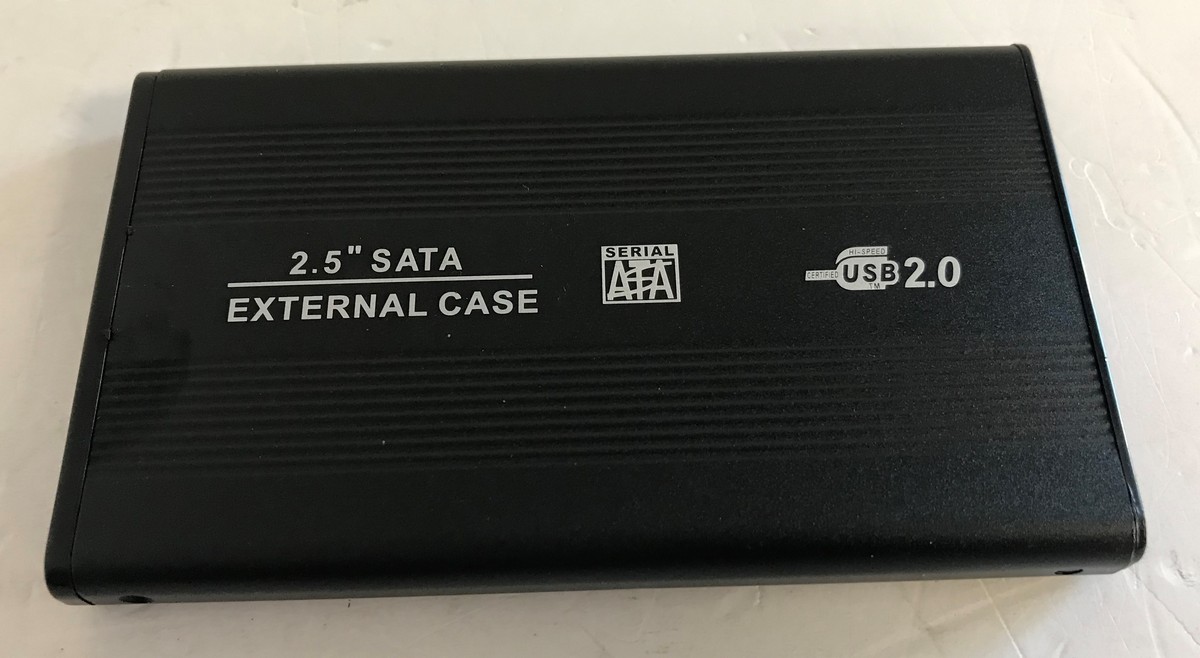 2.5" SATA
EXTERNAL CASE
SERIAL
ATA
HI-SPEED
CERTIFIED USB 2.0
TM